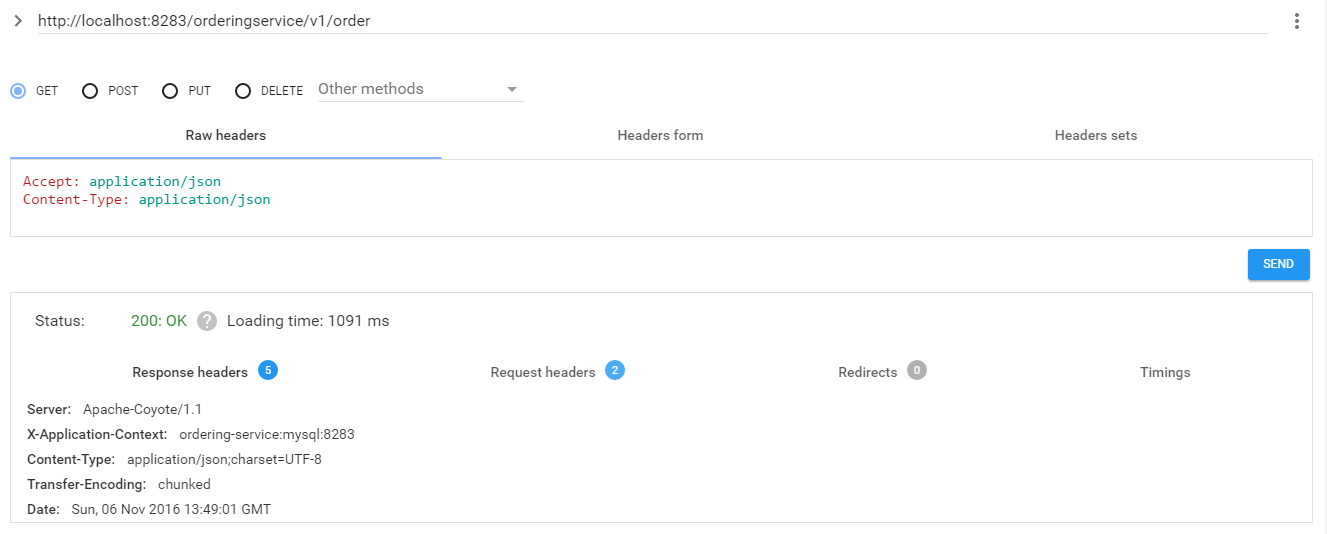 http://localhost:8283/orderingservice/v1/order
GET POST PUT DELETE Other methods
Raw headers Headers form Headers sets
Accept: application/json
Content-Type: application/json
SEND
Status: 200: OK ? Loading time: 1091 ms
Response headers 5 Request headers 2 Redirects 0 Timings
Server: Apache-Coyote/1.1
X-Application-Context: ordering-service:mysql:8283
Content-Type: application/json;charset=UTF-8
Transfer-Encoding: chunked
Date: Sun, 06 Nov 2016 13:49:01 GMT